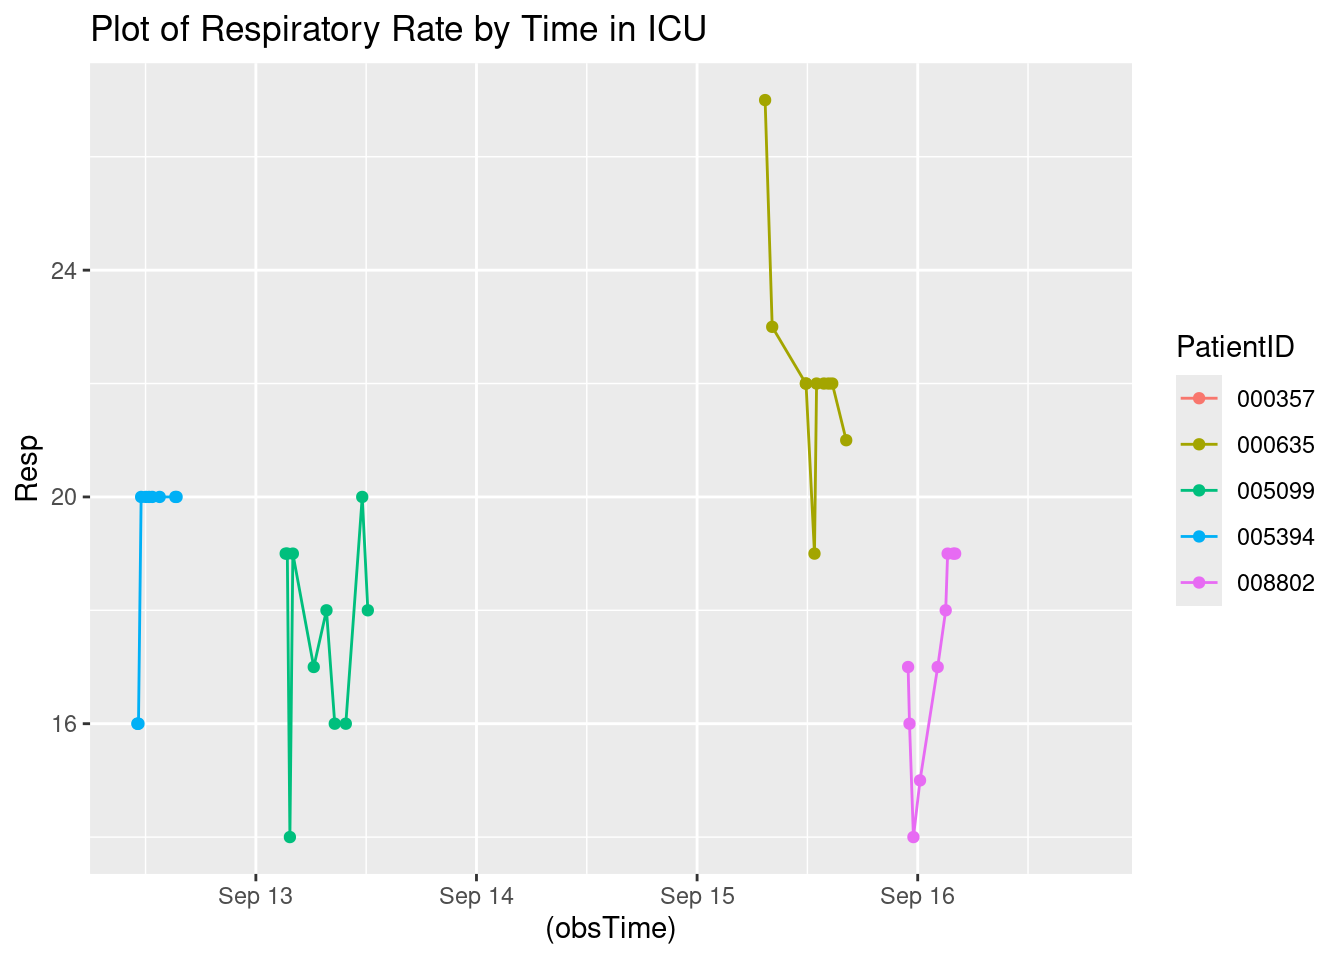 Plot of Respiratory Rate by Time in ICU
24
20
16
Resp
Sep 13
Sep 14
Sep 15
Sep 16
(obsTime)
PatientID
000357
000635
005099
005394
008802